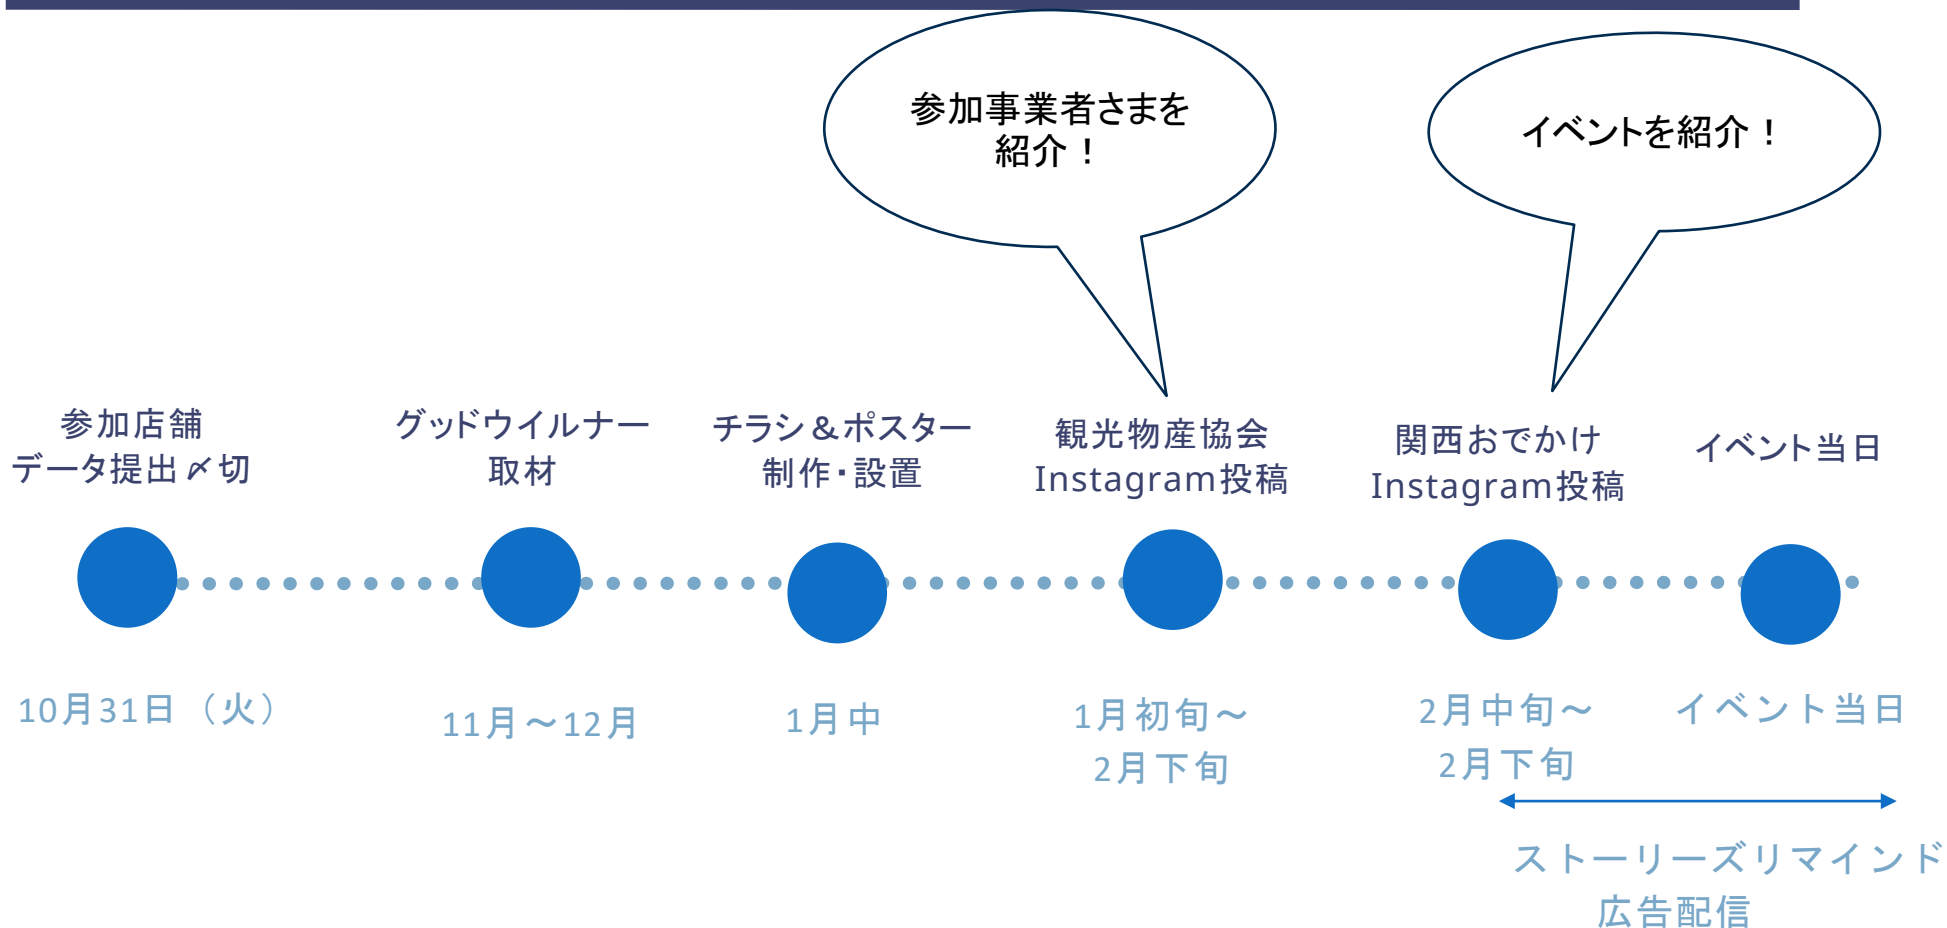 参加事業者さまを
紹介！
イベントを紹介！
参加店舗
データ提出〆切
グッドウイルナー
取材
チラシ＆ポスター
制作・設置
観光物産協会
Instagram投稿
関西おでかけ
Instagram投稿
イベント当日
10月31日（火）
11月～12月
1月中
1月初旬～
2月下旬
2月中旬～
2月下旬
イベント当日
ストーリーズリマインド
広告配信